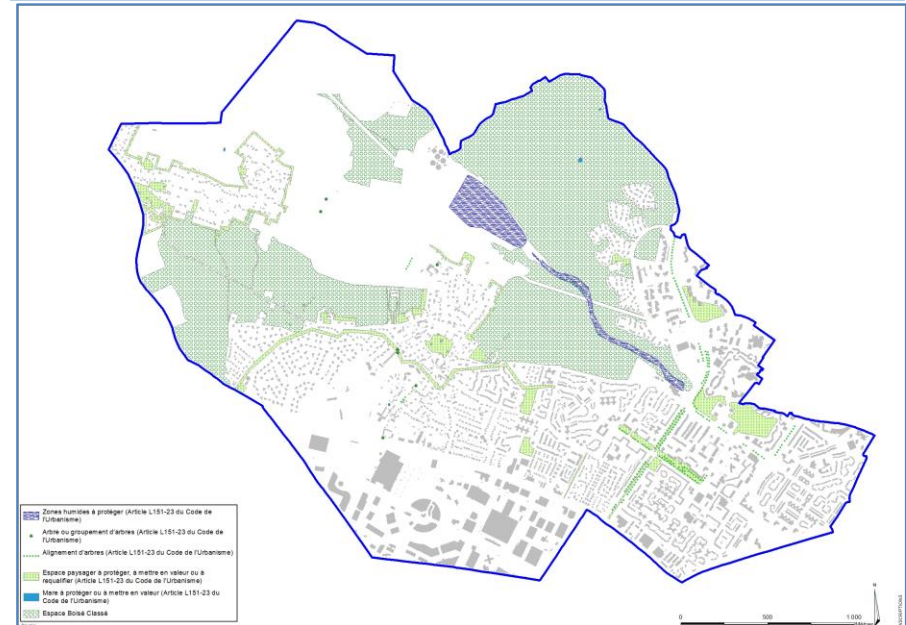 Zones humides à protéger (Article L151-23 du Code de
l'Urbanisme)
Arbre ou groupement d'arbres (Article L151-23 du Code de
l'Urbanisme)
Alignement d'arbres (Article L151-23 du Code de l'Urbanisme)
Espace paysager à protéger, à mettre en valeur ou à
requalifier (Article L151-23 du Code de l'Urbanisme)
Mare à protéger ou à mettre en valeur (Article L151-23 du
Code de l'Urbanisme)
Espace Boisé Classé
N
0 500 1 000
Mètres